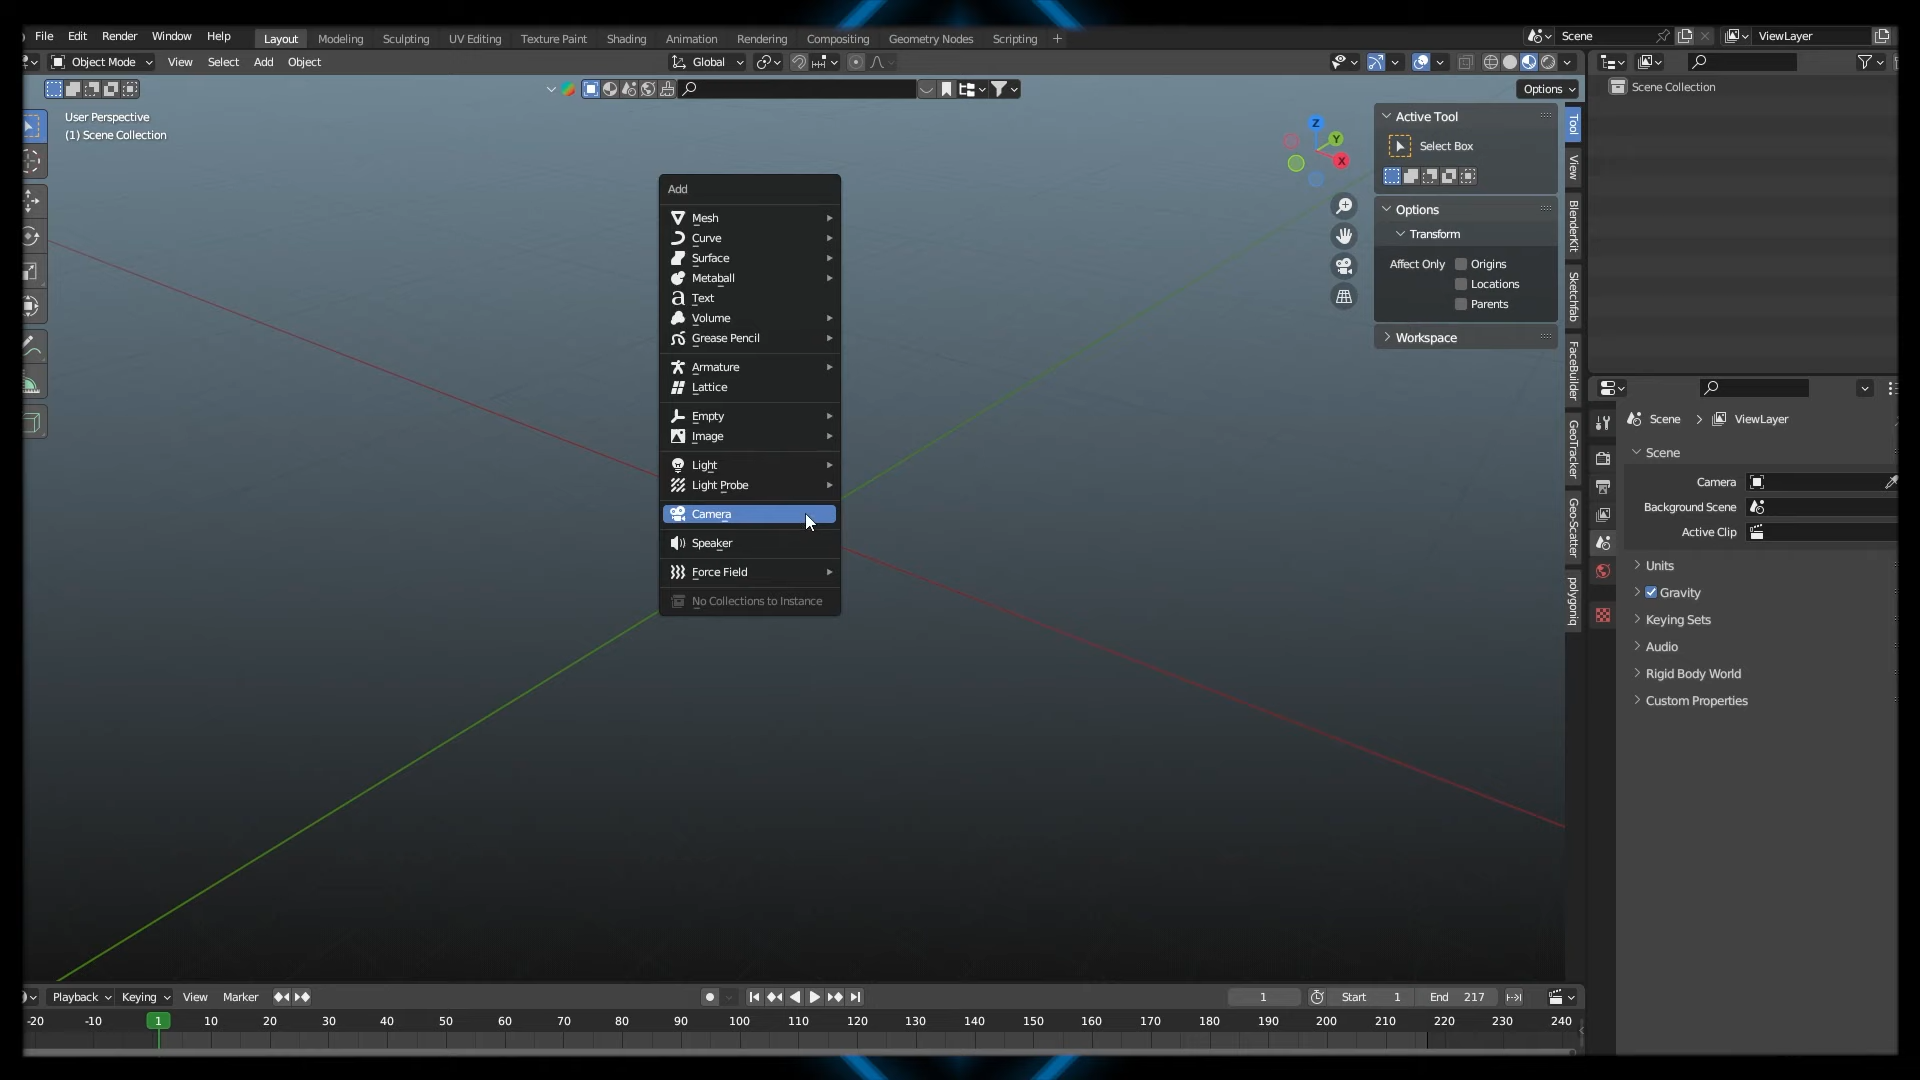 File Edit Render Window Help Layout Modeling Sculpting UV Editing Texture Paint Shading Animation Rendering Compositing Geometry Nodes Scripting + Scene ViewLayer
Object Mode View Select Add Object Global
Options
Scene Collection
User Perspective
(1) Scene Collection
Z
Y
X
Active Tool
Select Box
Options
Transform
Affect Only Origins
Locations
Parents
Workspace
Tool
View
BlenderKit
Sketchfab
FaceBuilder
GeoTracker
Geo-Scatter
polygoniq
Add
Mesh
Curve
Surface
Metaball
Text
Volume
Grease Pencil
Armature
Lattice
Empty
Image
Light
Light Probe
Camera
Speaker
Force Field
No Collections to Instance
Scene > ViewLayer
Scene
Camera
Background Scene
Active Clip
Units
Gravity
Keying Sets
Audio
Rigid Body World
Custom Properties
Playback Keying View Marker 1 Start 1 End 217
-20 -10 1 10 20 30 40 50 60 70 80 90 100 110 120 130 140 150 160 170 180 190 200 210 220 230 240